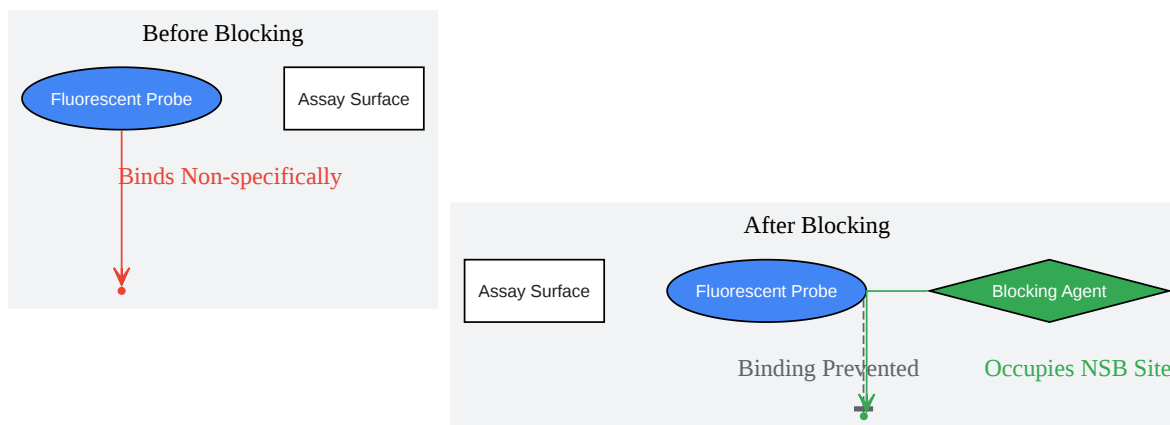 Before Blocking
Fluorescent Probe
Assay Surface
Binds Non-specifically
After Blocking
Assay Surface
Fluorescent Probe
Blocking Agent
Binding Prevented
Occupies NSB Site